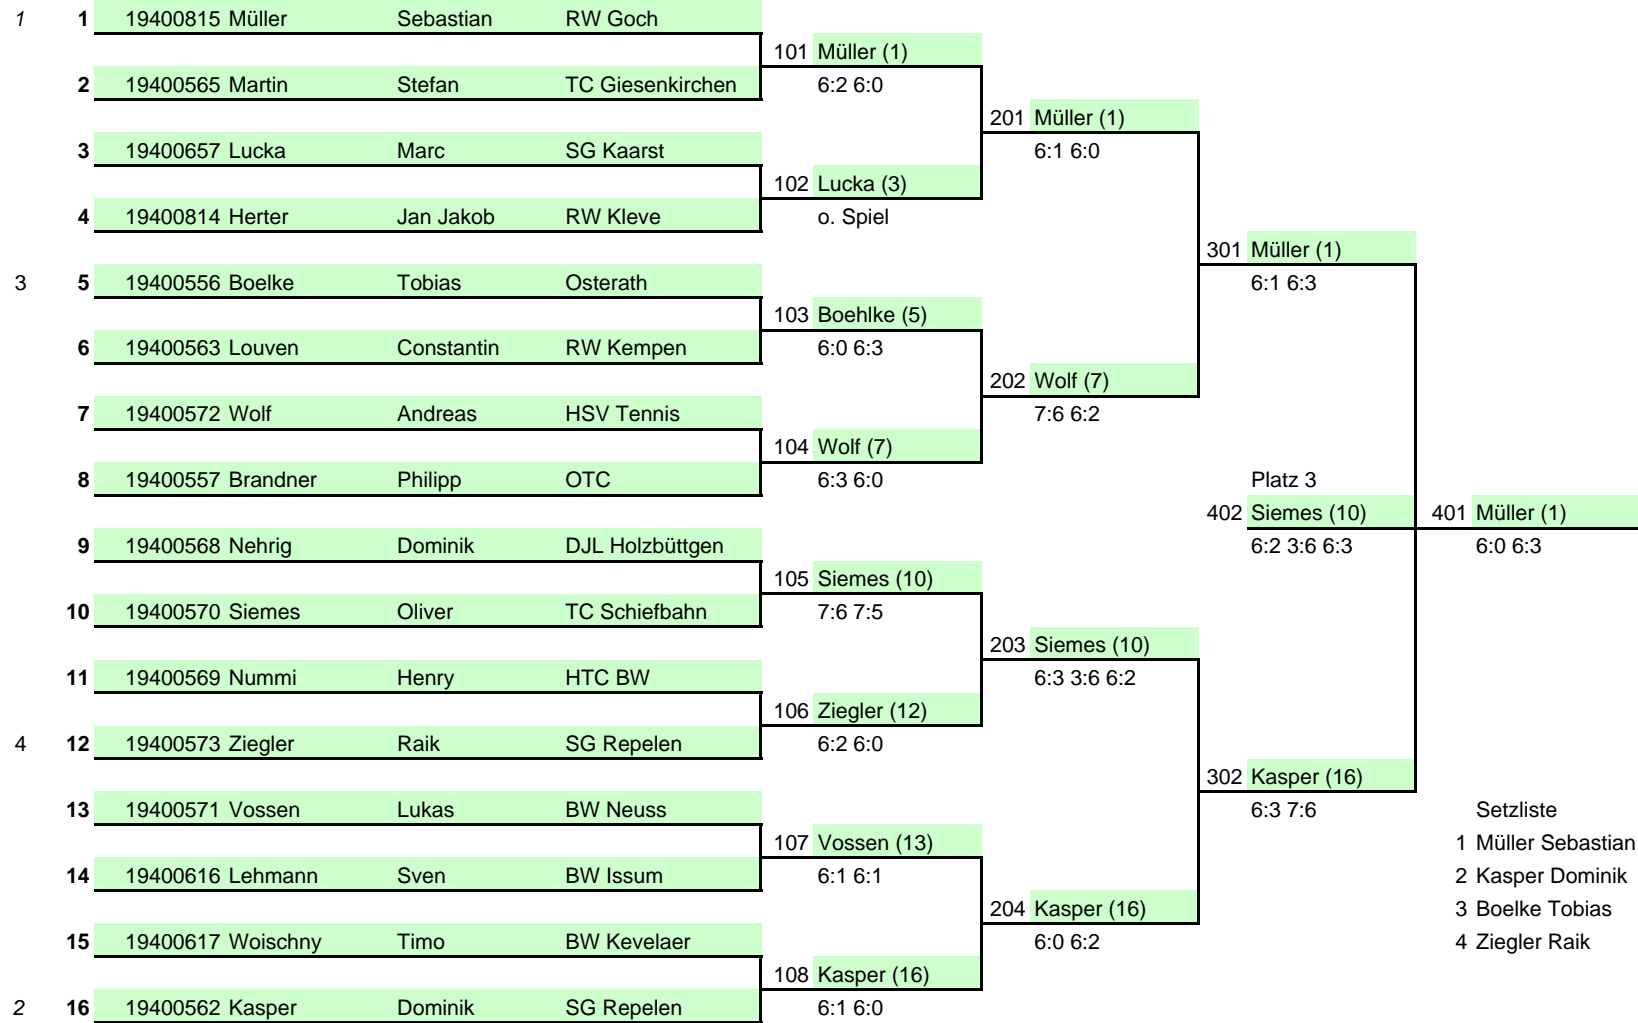 1 1 19400815 Müller Sebastian RW Goch
101 Müller (1)
2 19400565 Martin Stefan TC Giesenkirchen 6:2 6:0
201 Müller (1)
3 19400657 Lucka Marc SG Kaarst 6:1 6:0
102 Lucka (3)
4 19400814 Herter Jan Jakob RW Kleve o. Spiel
301 Müller (1)
3 5 19400556 Boelke Tobias Osterath 6:1 6:3
103 Boehlke (5)
6 19400563 Louven Constantin RW Kempen 6:0 6:3
202 Wolf (7)
7 19400572 Wolf Andreas HSV Tennis 7:6 6:2
104 Wolf (7)
8 19400557 Brandner Philipp OTC 6:3 6:0 Platz 3
402 Siemes (10) 401 Müller (1)
9 19400568 Nehrig Dominik DJL Holzbüttgen 6:2 3:6 6:3 6:0 6:3
105 Siemes (10)
10 19400570 Siemes Oliver TC Schiefbahn 7:6 7:5
203 Siemes (10)
11 19400569 Nummi Henry HTC BW 6:3 3:6 6:2
106 Ziegler (12)
4 12 19400573 Ziegler Raik SG Repelen 6:2 6:0
302 Kasper (16)
13 19400571 Vossen Lukas BW Neuss 6:3 7:6 Setzliste
107 Vossen (13) 1 Müller Sebastian
14 19400616 Lehmann Sven BW Issum 6:1 6:1 2 Kasper Dominik
204 Kasper (16) 3 Boelke Tobias
15 19400617 Woischny Timo BW Kevelaer 6:0 6:2 4 Ziegler Raik
108 Kasper (16)
2 16 19400562 Kasper Dominik SG Repelen 6:1 6:0